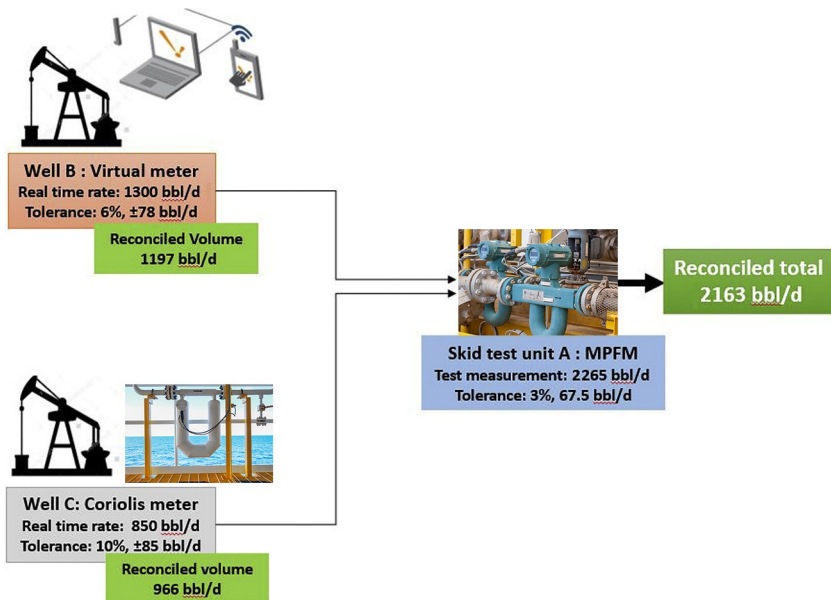 Well B : Virtual meter
Real time rate: 1300 bbl/d
Tolerance: 6%, ±78 bbl/d
Reconciled Volume
1197 bbl/d
Reconciled total
2163 bbl/d
Skid test unit A : MPFM
Test measurement: 2265 bbl/d
Tolerance: 3%, 67.5 bbl/d
Well C: Coriolis meter
Real time rate:  850 bbl/d
Tolerance: 10%, ±85 bbl/d
Reconciled volume
966 bbl/d